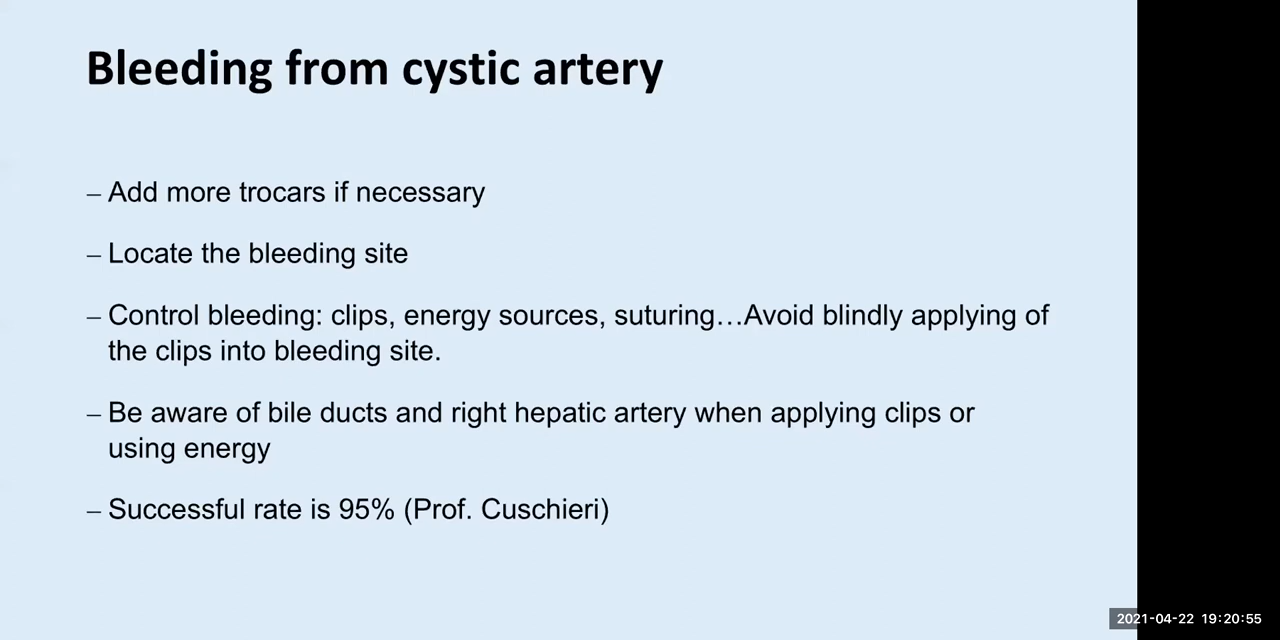 Bleeding from cystic artery
– Add more trocars if necessary
– Locate the bleeding site
– Control bleeding: clips, energy sources, suturing…Avoid blindly applying of
the clips into bleeding site.
– Be aware of bile ducts and right hepatic artery when applying clips or
using energy
– Successful rate is 95% (Prof. Cuschieri)
2021-04-22 19:20:55